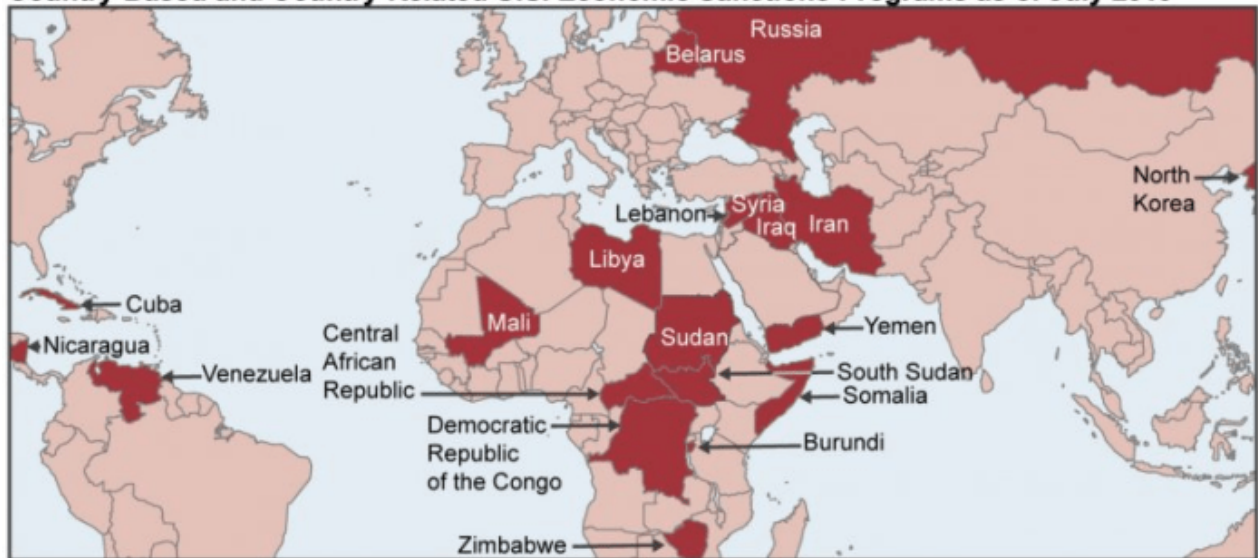 Russia
Belarus
North
Korea
Syria
Lebanon
Iraq
Iran
Libya
Cuba
Mali
Central
African
Republic
Sudan
Yemen
Nicaragua
Venezuela
South Sudan
Somalia
Democratic
Republic
of the Congo
Burundi
Zimbabwe